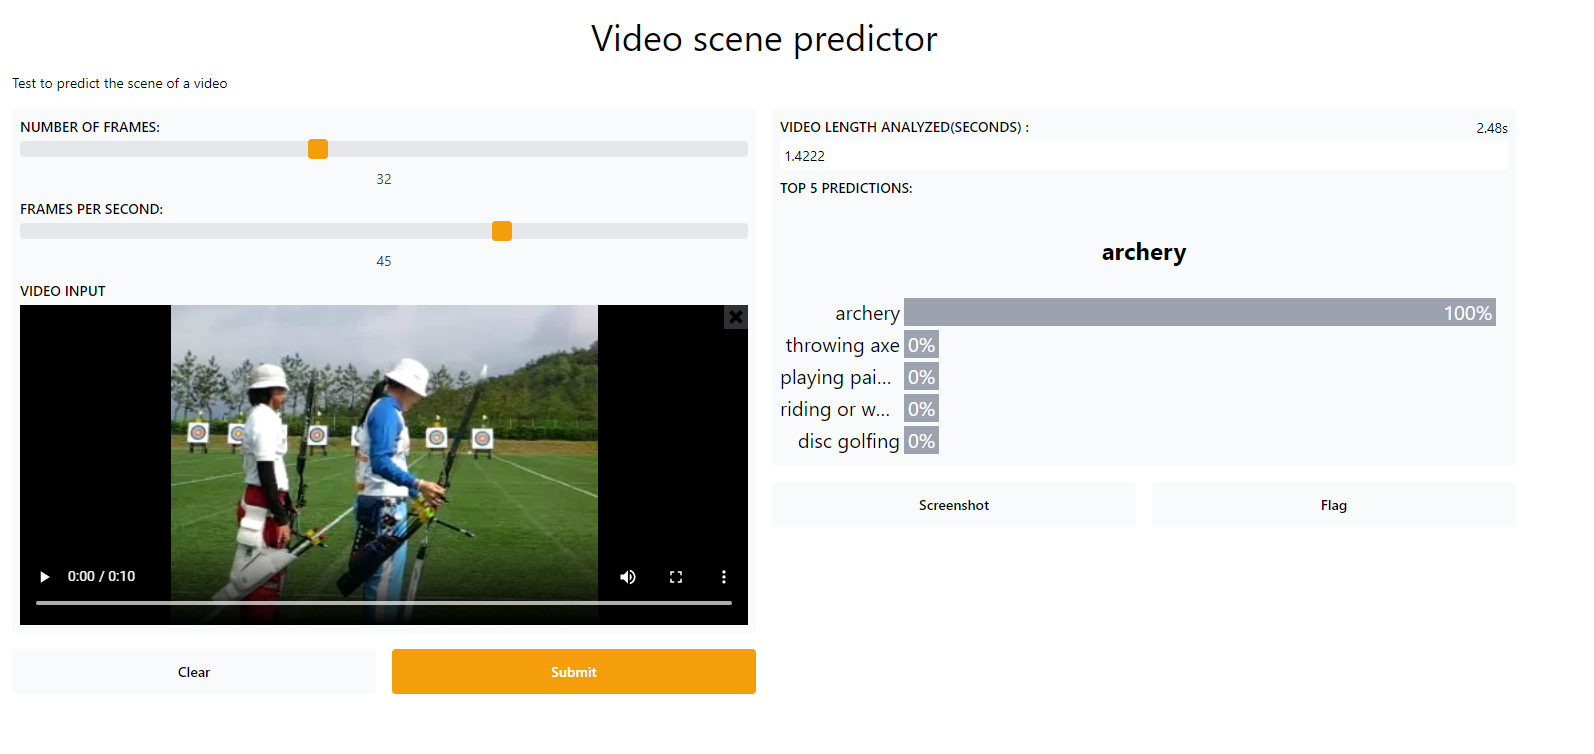 Video scene predictor
Test to predict the scene of a video
NUMBER OF FRAMES:
32
FRAMES PER SECOND:
45
VIDEO INPUT
0:00 / 0:10
Clear
Submit
VIDEO LENGTH ANALYZED(SECONDS) :
2.48s
1.4222
TOP 5 PREDICTIONS:
archery
archery 100%
throwing axe 0%
playing pai... 0%
riding or w... 0%
disc golfing 0%
Screenshot
Flag